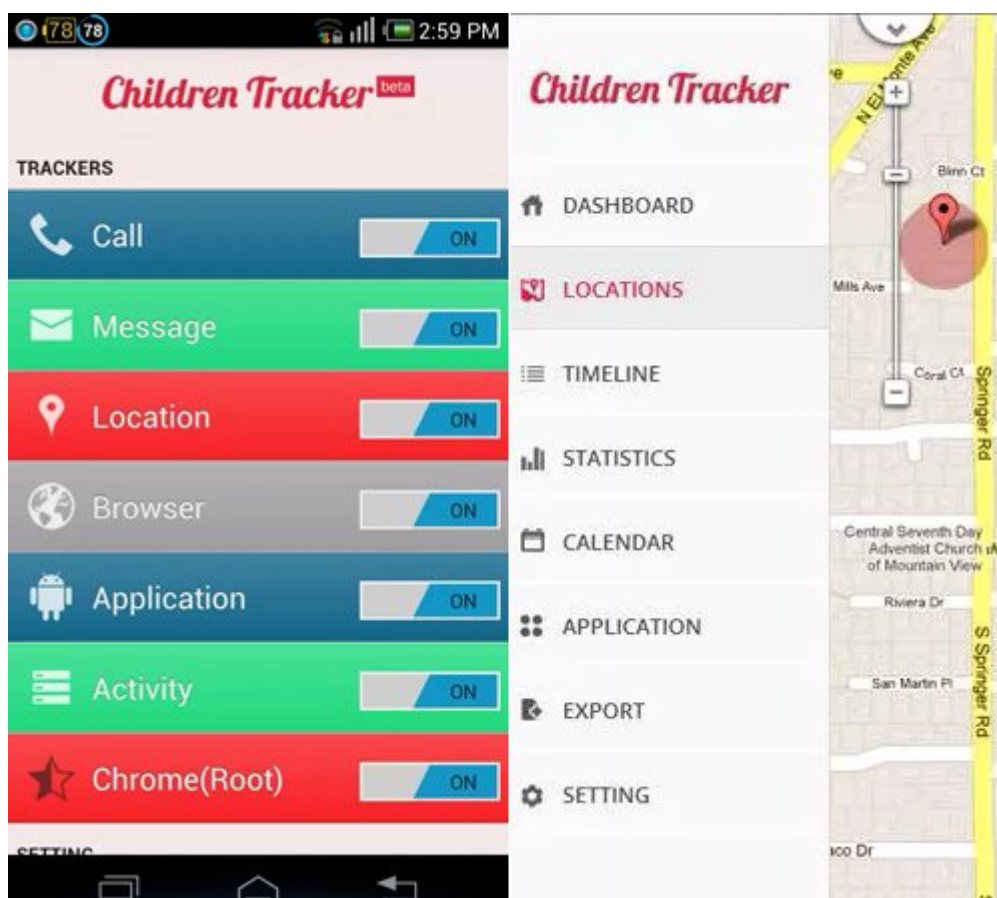 78 78 2:59 PM
Children Tracker beta
TRACKERS
Call ON
Message ON
Location ON
Browser ON
Application ON
Activity ON
Chrome(Root) ON
SETTING
Children Tracker
DASHBOARD
LOCATIONS
TIMELINE
STATISTICS
CALENDAR
APPLICATION
EXPORT
SETTING
N El Monte Ave
Blinn Ct
Mills Ave
Coral Ct
Springer Rd
Central Seventh Day
Adventist Church
of Mountain View
Riviera Dr
San Martin Pl
S Springer Rd